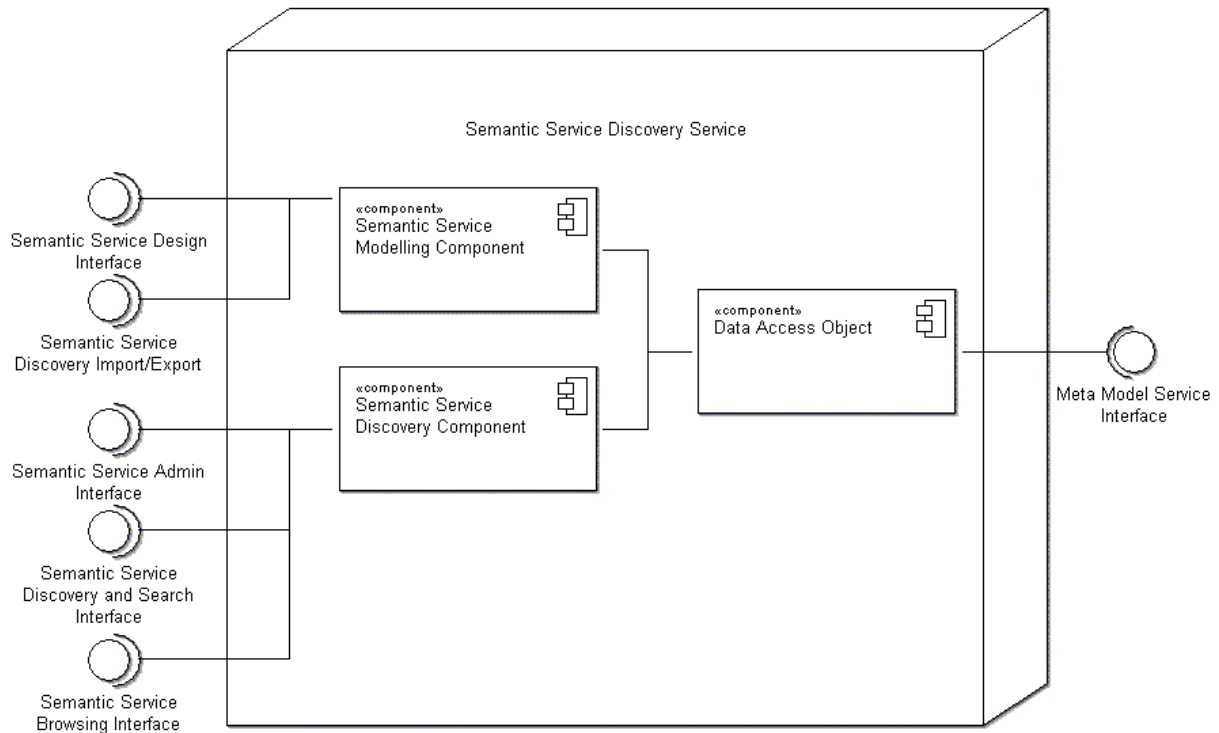 Semantic Service Discovery Service
«component»
Semantic Service
Modelling Component
«component»
Semantic Service
Discovery Component
«component»
Data Access Object
Semantic Service Design
Interface
Semantic Service
Discovery Import/Export
Semantic Service Admin
Interface
Semantic Service
Discovery and Search
Interface
Semantic Service
Browsing Interface
Meta Model Service
Interface